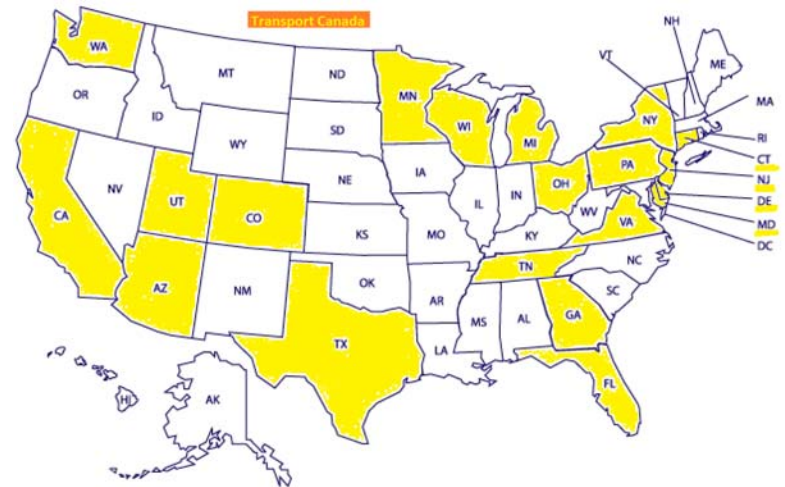 Transport Canada
NH
WA
VT
ME
MT
ND
MN
OR
MA
ID
WI
NY
SD
MI
RI
WY
CT
PA
IA
NJ
NE
OH
NV
IL
IN
DE
UT
CA
CO
WV
VA
MD
KS
MO
KY
DC
TN
NC
AZ
OK
NM
AR
SC
MS
AL
GA
TX
LA
FL
HI
AK